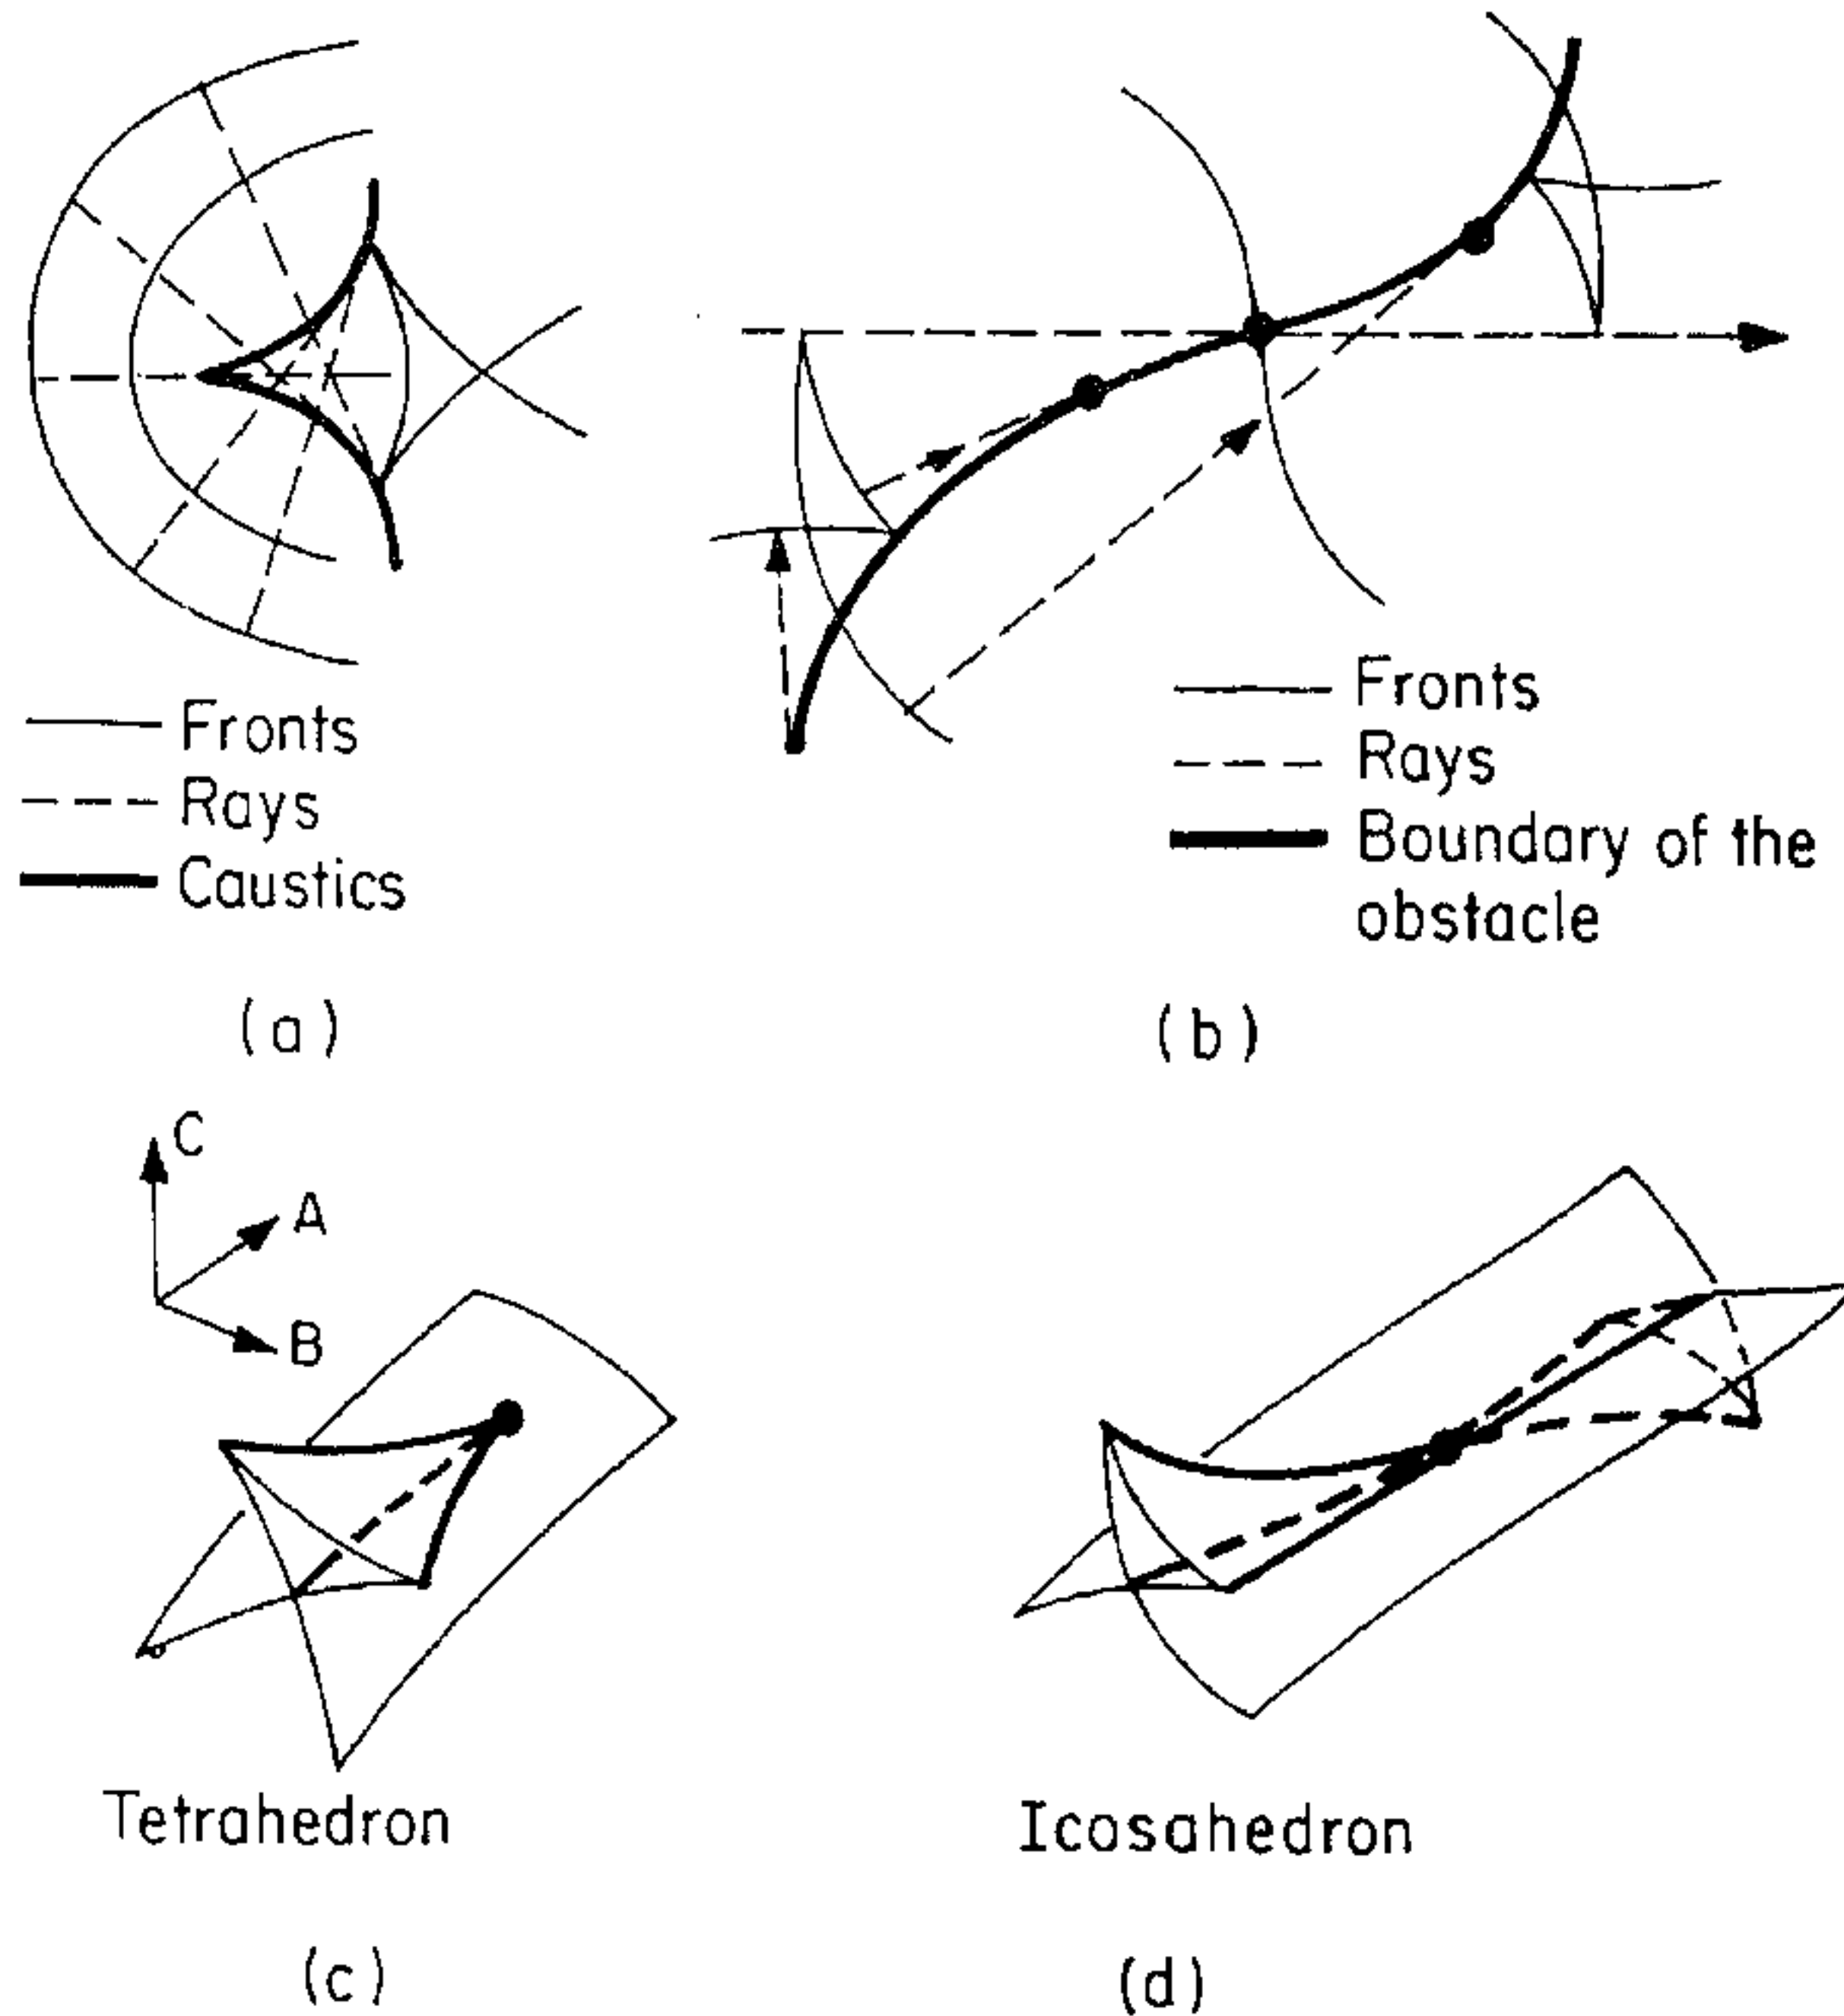 Fronts
Rays
Caustics
(a)
Fronts
Rays
Boundary of the
obstacle
(b)
C
A
B
Tetrahedron
(c)
Icosahedron
(d)